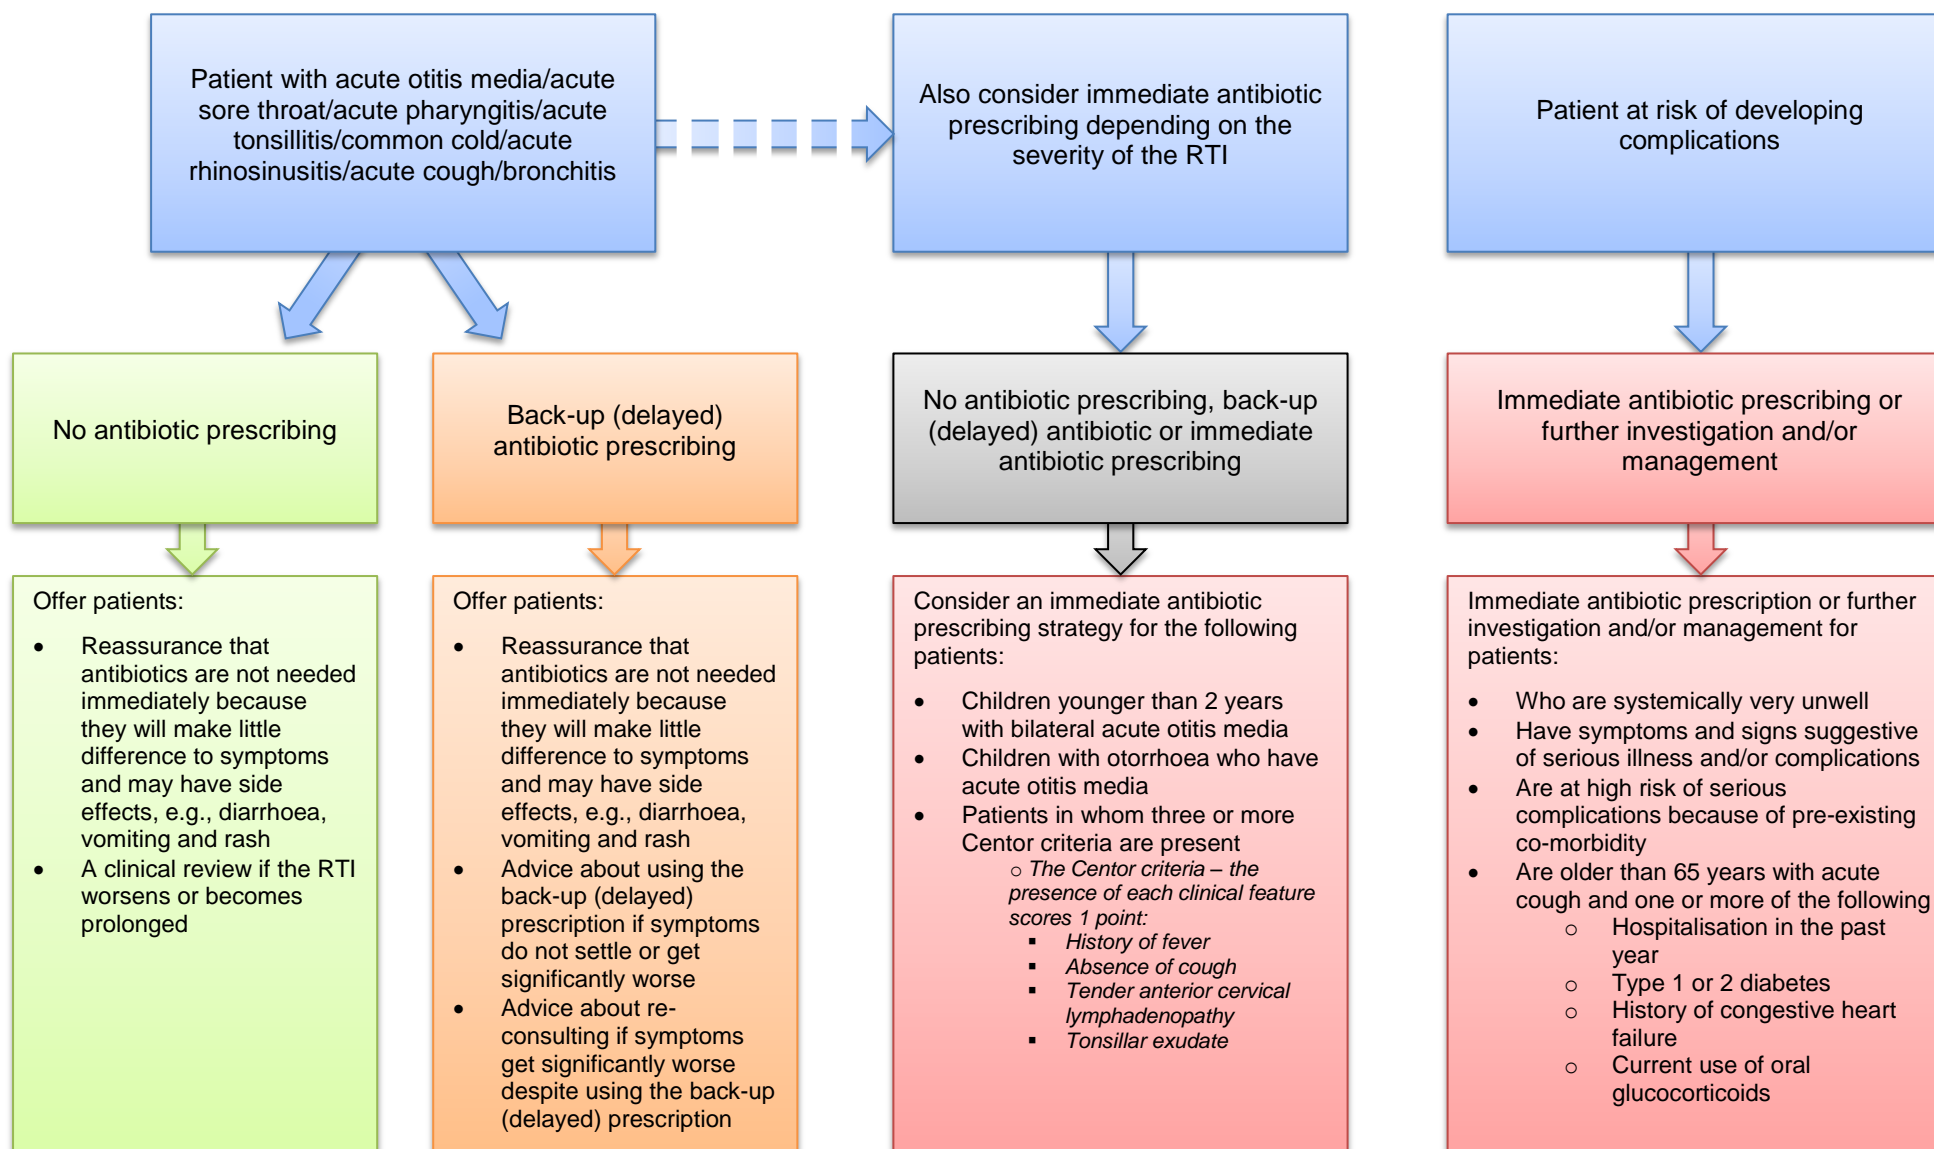 Patient with acute otitis media/acute
sore throat/acute pharyngitis/acute
tonsillitis/common cold/acute
rhinosinusitis/acute cough/bronchitis
Also consider immediate antibiotic
prescribing depending on the
severity of the RTI
Patient at risk of developing
complications
No antibiotic prescribing
Back-up (delayed)
antibiotic prescribing
No antibiotic prescribing, back-up
(delayed) antibiotic or immediate
antibiotic prescribing
Immediate antibiotic prescribing or
further investigation and/or
management
Offer patients:
• Reassurance that
antibiotics are not needed
immediately because
they will make little
difference to symptoms
and may have side
effects, e.g., diarrhoea,
vomiting and rash
• A clinical review if the RTI
worsens or becomes
prolonged
Offer patients:
• Reassurance that
antibiotics are not needed
immediately because
they will make little
difference to symptoms
and may have side
effects, e.g., diarrhoea,
vomiting and rash
• Advice about using the
back-up (delayed)
prescription if symptoms
do not settle or get
significantly worse
• Advice about re-
consulting if symptoms
get significantly worse
despite using the back-up
(delayed) prescription
Consider an immediate antibiotic
prescribing strategy for the following
patients:
• Children younger than 2 years
with bilateral acute otitis media
• Children with otorrhoea who have
acute otitis media
• Patients in whom three or more
Centor criteria are present
o The Centor criteria – the
presence of each clinical feature
scores 1 point:
▪ History of fever
▪ Absence of cough
▪ Tender anterior cervical
lymphadenopathy
▪ Tonsillar exudate
Immediate antibiotic prescription or further
investigation and/or management for
patients:
• Who are systemically very unwell
• Have symptoms and signs suggestive
of serious illness and/or complications
• Are at high risk of serious
complications because of pre-existing
co-morbidity
• Are older than 65 years with acute
cough and one or more of the following
o Hospitalisation in the past
year
o Type 1 or 2 diabetes
o History of congestive heart
failure
o Current use of oral
glucocorticoids